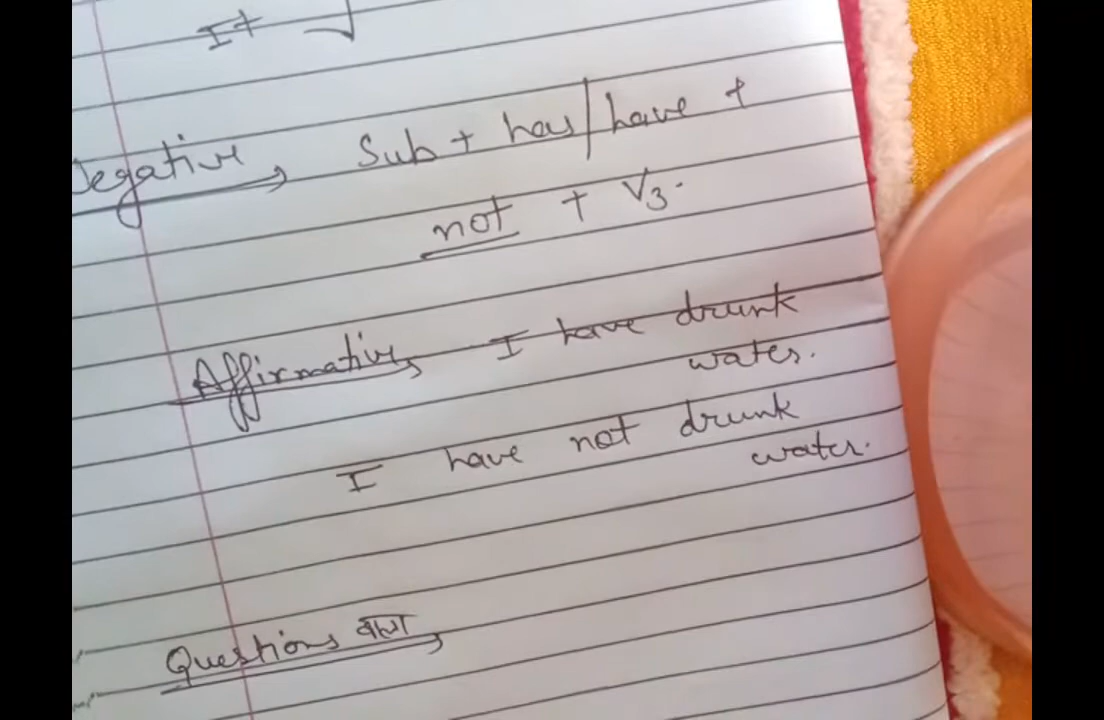 It
Negative → Sub + has/have +
not + V3.
Affirmative → I have drunk
water.
I have not drunk
water.
Questions वाला →